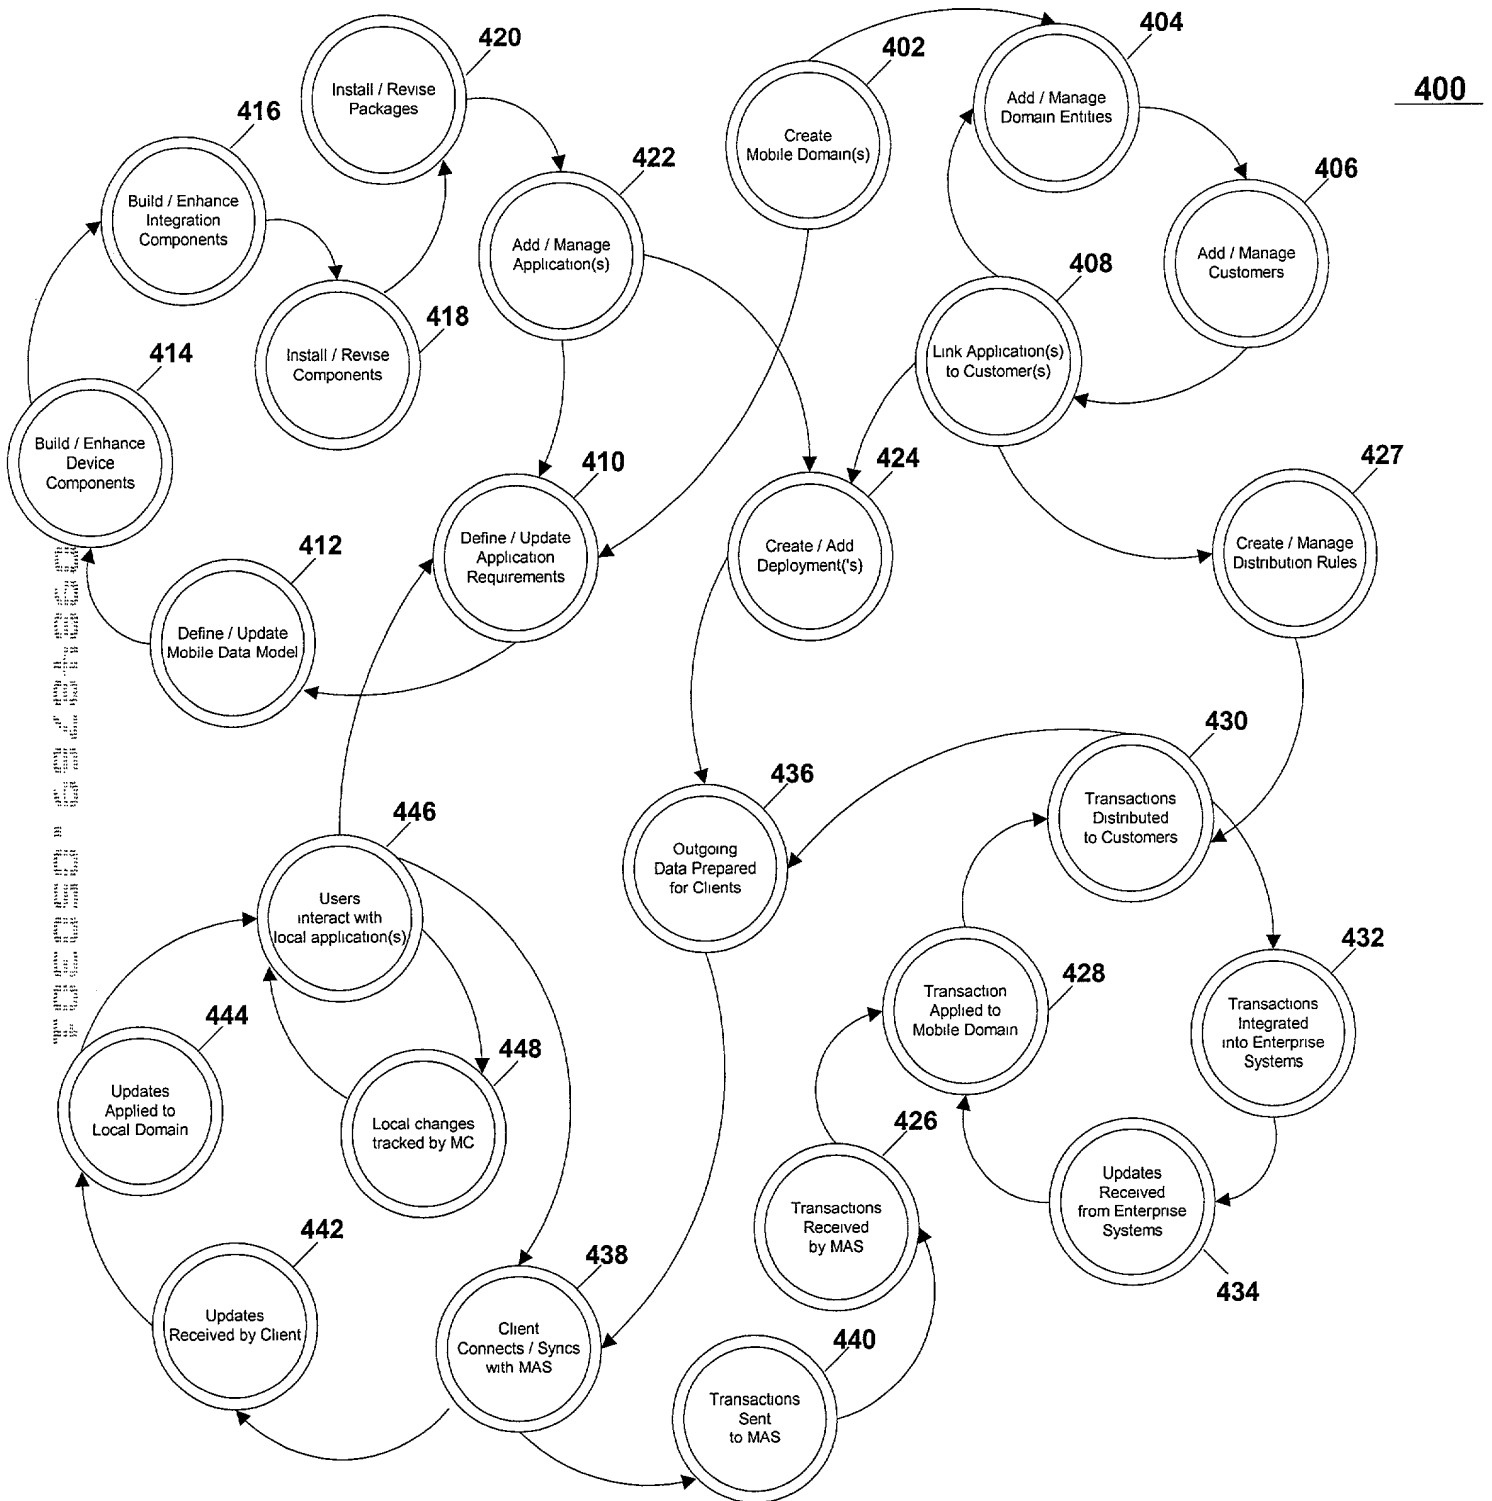 400
402
Create
Mobile Domain(s)
404
Add / Manage
Domain Entities
406
Add / Manage
Customers
408
Link Application(s)
to Customer(s)
410
Define / Update
Application
Requirements
412
Define / Update
Mobile Data Model
414
Build / Enhance
Device
Components
416
Build / Enhance
Integration
Components
418
Install / Revise
Components
420
Install / Revise
Packages
422
Add / Manage
Application(s)
424
Create / Add
Deployment('s)
427
Create / Manage
Distribution Rules
430
Transactions
Distributed
to Customers
436
Outgoing
Data Prepared
for Clients
446
Users
interact with
local application(s)
432
Transactions
Integrated
into Enterprise
Systems
428
Transaction
Applied to
Mobile Domain
444
Updates
Applied to
Local Domain
448
Local changes
tracked by MC
426
Transactions
Received
by MAS
434
Updates
Received
from Enterprise
Systems
442
Updates
Received by Client
438
Client
Connects / Syncs
with MAS
440
Transactions
Sent
to MAS